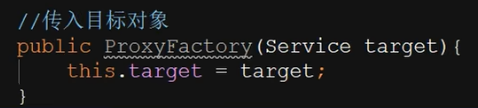 //传入目标对象
public ProxyFactory(Service target){
    this.target = target;
}